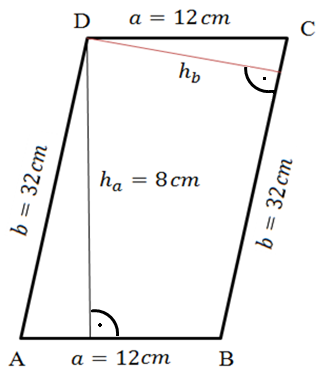 a = 12cm
D
C
h_b
b = 32cm
h_a = 8cm
b = 32cm
A
B
a = 12cm